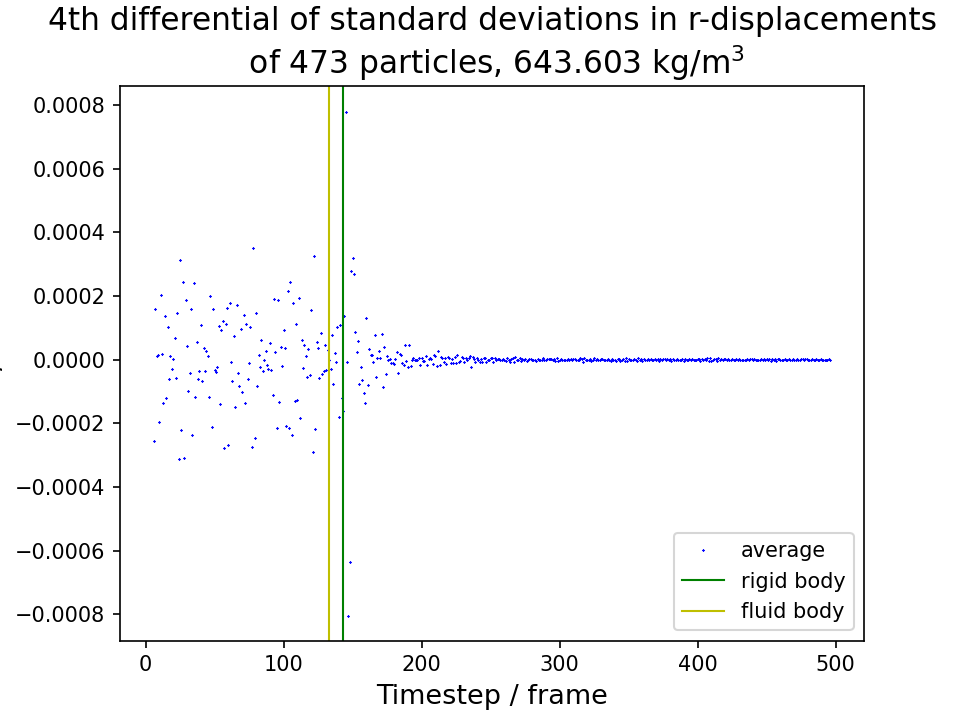 4th differential of standard deviations in r-displacements
of 473 particles, 643.603 kg/m³
0.0008
0.0006
0.0004
0.0002
0.0000
−0.0002
−0.0004
−0.0006
−0.0008
average
rigid body
fluid body
0 100 200 300 400 500
Timestep / frame